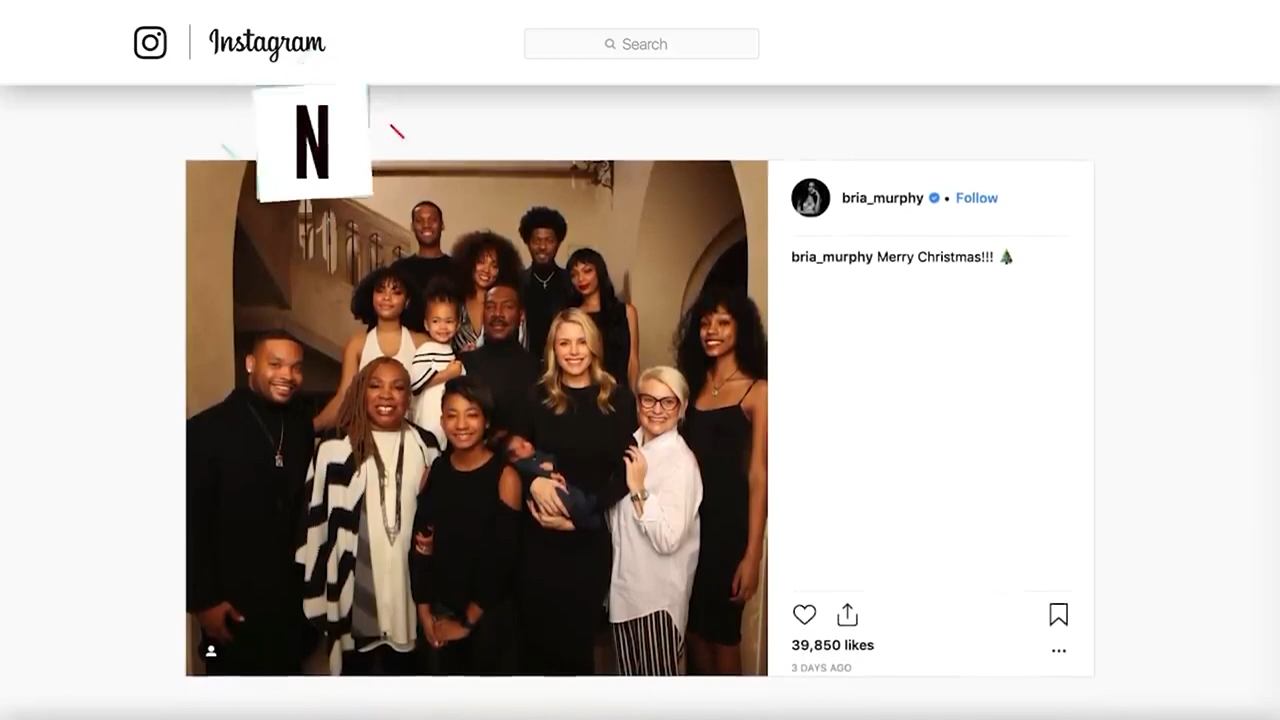 Instagram
Search
N
bria_murphy • Follow
bria_murphy Merry Christmas!!! 🎄
39,850 likes
3 DAYS AGO